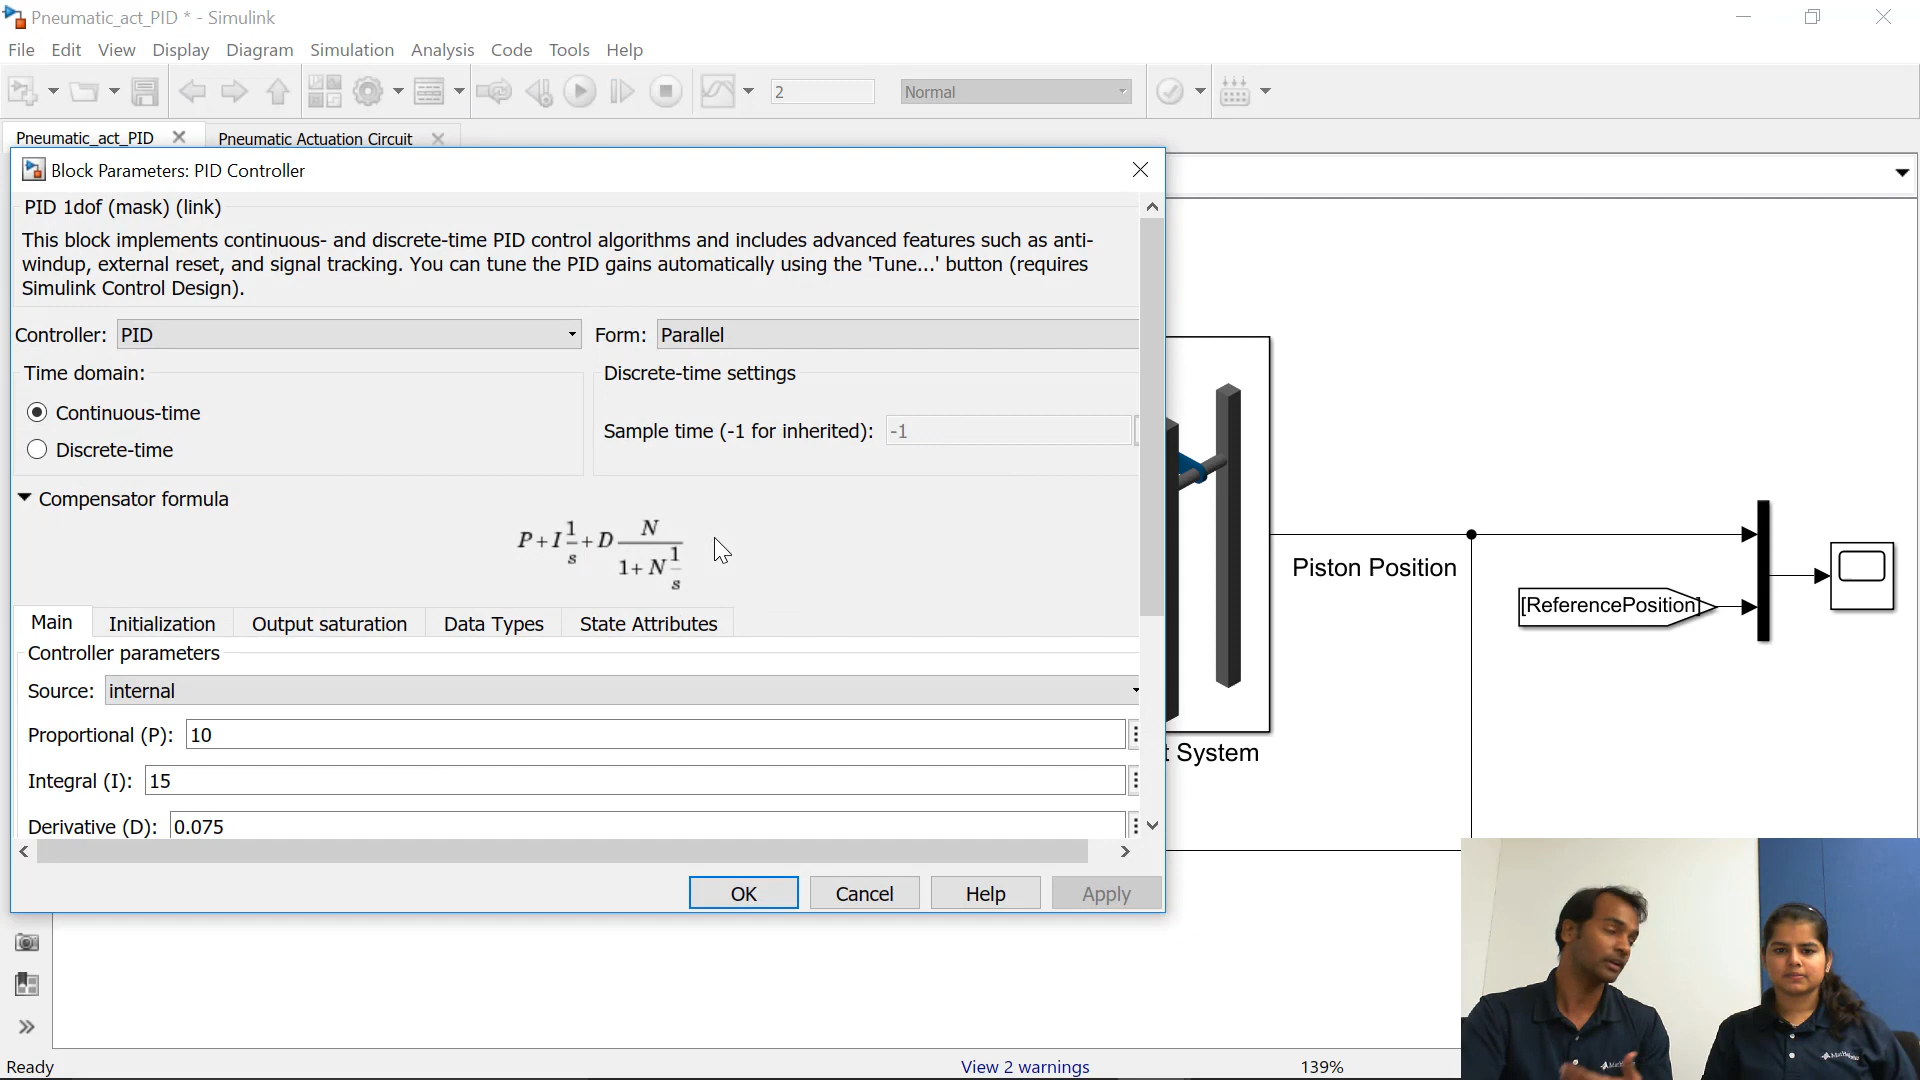 Pneumatic_act_PID * - Simulink
File Edit View Display Diagram Simulation Analysis Code Tools Help
2 Normal
Pneumatic_act_PID Pneumatic Actuation Circuit
Block Parameters: PID Controller
PID 1dof (mask) (link)
This block implements continuous- and discrete-time PID control algorithms and includes advanced features such as anti-
windup, external reset, and signal tracking. You can tune the PID gains automatically using the 'Tune...' button (requires
Simulink Control Design).
Controller: PID Form: Parallel
Time domain: Discrete-time settings
Continuous-time
Sample time (-1 for inherited): -1
Discrete-time
Compensator formula
P+I 1/s +D N/(1+N 1/s)
Main Initialization Output saturation Data Types State Attributes
Controller parameters
Source: internal
Proportional (P): 10
Integral (I): 15
Derivative (D): 0.075
OK Cancel Help Apply
Piston Position
[ReferencePosition]
t System
Ready View 2 warnings 139%